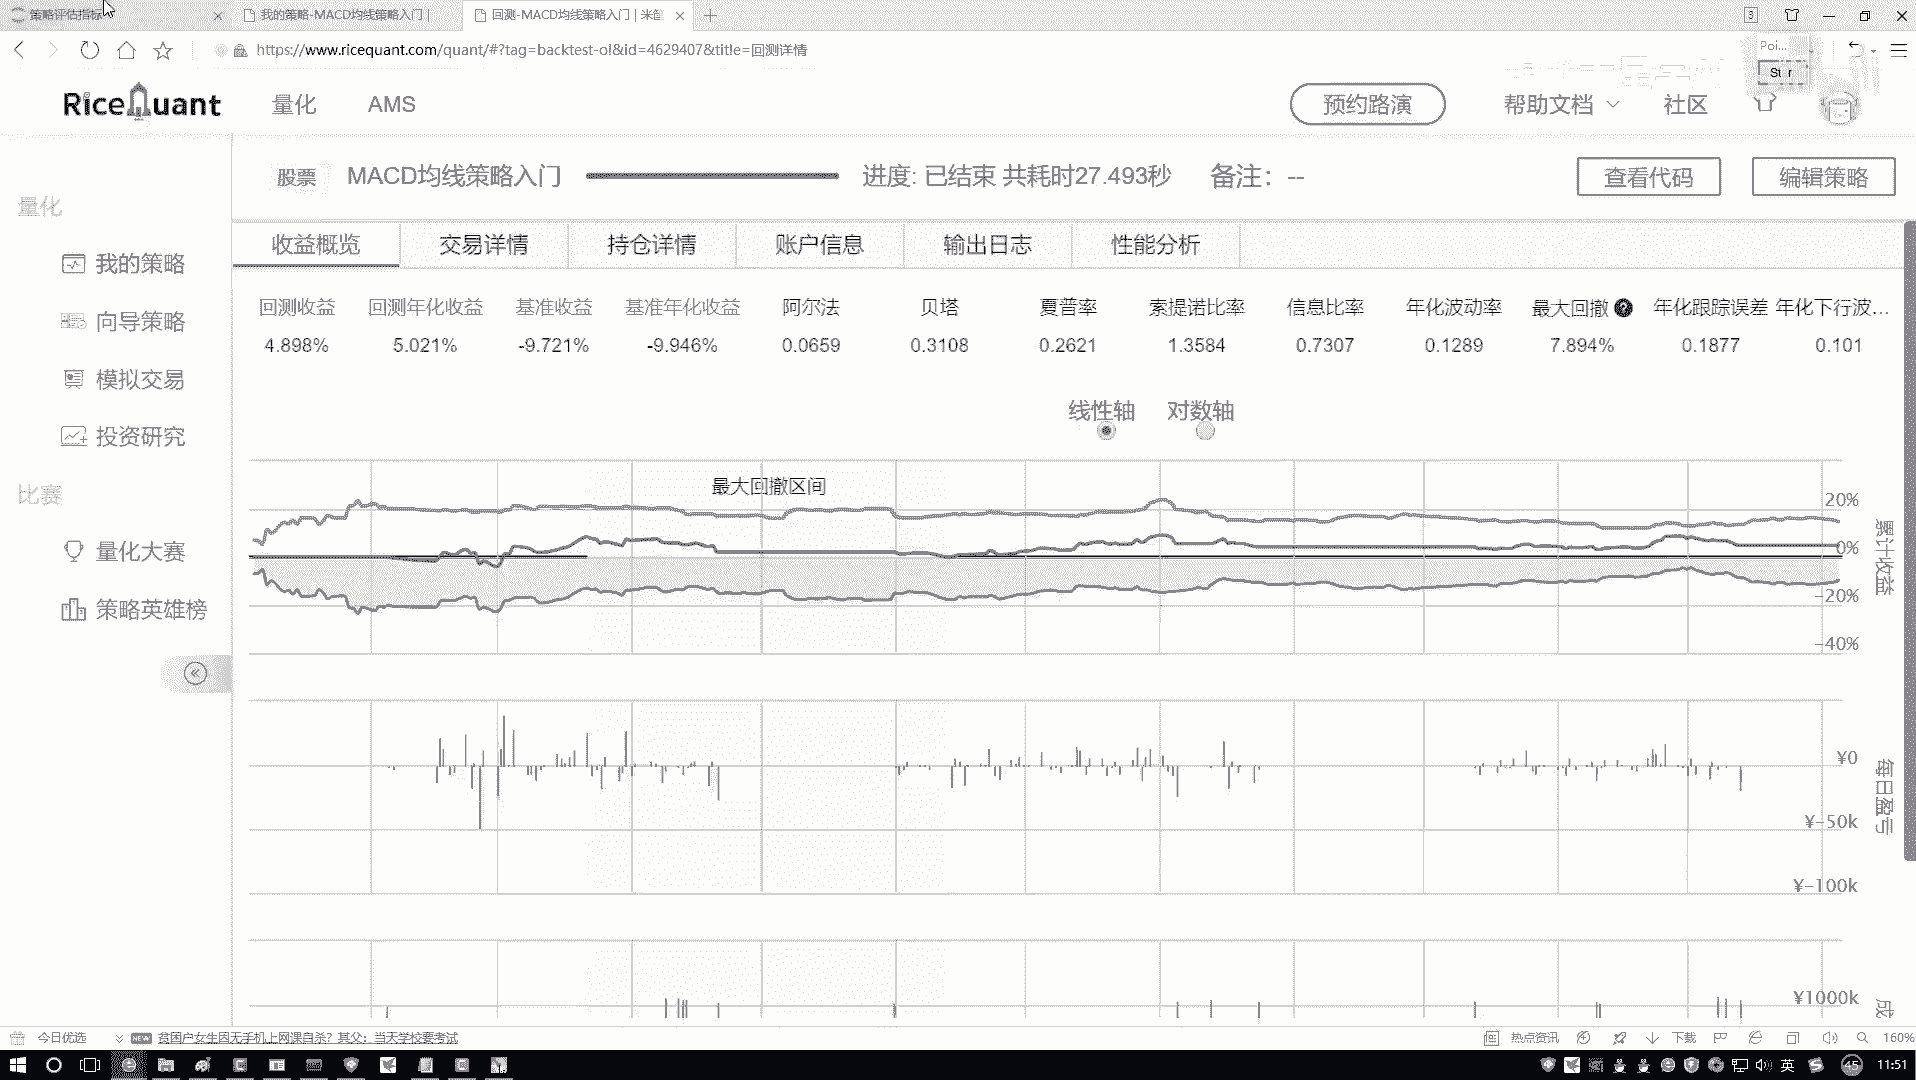 策略评估指标
我的策略-MACD均线策略入门 |
回测-MACD均线策略入门 | 米筐
3
https://www.ricequant.com/quant/#?tag=backtest-ol&id=4629407&title=回测详情
Poi...
RiceQuant
量化
AMS
预约路演
帮助文档
社区
股票
MACD均线策略入门
进度: 已结束 共耗时27.493秒
备注: --
查看代码
编辑策略
量化
我的策略
向导策略
模拟交易
投资研究
比赛
量化大赛
策略英雄榜
收益概览
交易详情
持仓详情
账户信息
输出日志
性能分析
回测收益 回测年化收益 基准收益 基准年化收益 阿尔法 贝塔 夏普率 索提诺比率 信息比率 年化波动率 最大回撤 年化跟踪误差 年化下行波...
4.898% 5.021% -9.721% -9.946% 0.0659 0.3108 0.2621 1.3584 0.7307 0.1289 7.894% 0.1877 0.101
线性轴 对数轴
最大回撤区间
20%
0%
-20%
-40%
累计收益
¥0
¥-50k
¥-100k
每日盈亏
¥1000k
成
今日优选
NEW
贫困户女生因无手机上网课自杀? 其父: 当天学校要考试
热点资讯
下载
160%
英
45
11:51